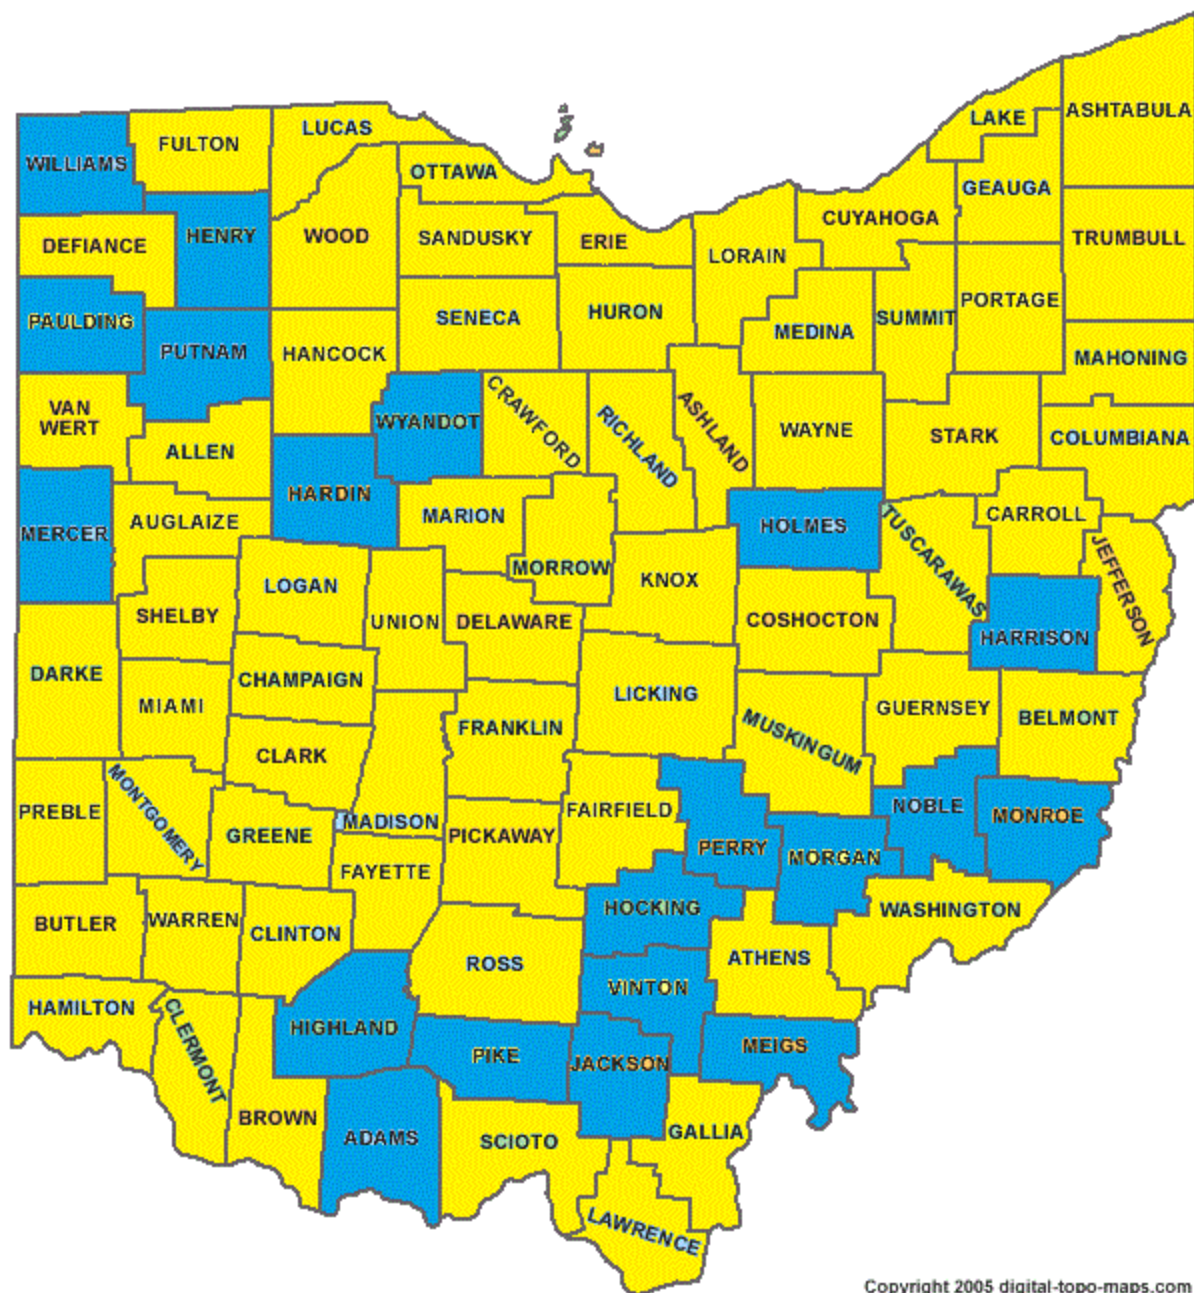 LAKE
ASHTABULA
LUCAS
FULTON
WILLIAMS
OTTAWA
GEAUGA
CUYAHOGA
HENRY
WOOD
SANDUSKY
ERIE
DEFIANCE
LORAIN
TRUMBULL
PORTAGE
PAULDING
SENECA
HURON
MEDINA
SUMMIT
PUTNAM
HANCOCK
MAHONING
VAN
WERT
WYANDOT
CRAWFORD
RICHLAND
ASHLAND
WAYNE
STARK
COLUMBIANA
ALLEN
HARDIN
MERCER
AUGLAIZE
MARION
HOLMES
TUSCARAWAS
CARROLL
JEFFERSON
LOGAN
MORROW
KNOX
SHELBY
UNION
DELAWARE
COSHOCTON
HARRISON
DARKE
CHAMPAIGN
LICKING
MIAMI
FRANKLIN
MUSKINGUM
GUERNSEY
BELMONT
CLARK
PREBLE
MONTGOMERY
GREENE
MADISON
PICKAWAY
FAIRFIELD
NOBLE
MONROE
PERRY
MORGAN
FAYETTE
BUTLER
WARREN
CLINTON
HOCKING
WASHINGTON
ROSS
ATHENS
VINTON
HAMILTON
CLERMONT
HIGHLAND
PIKE
JACKSON
MEIGS
BROWN
ADAMS
SCIOTO
GALLIA
LAWRENCE
Copyright 2005 digital-topo-maps.com